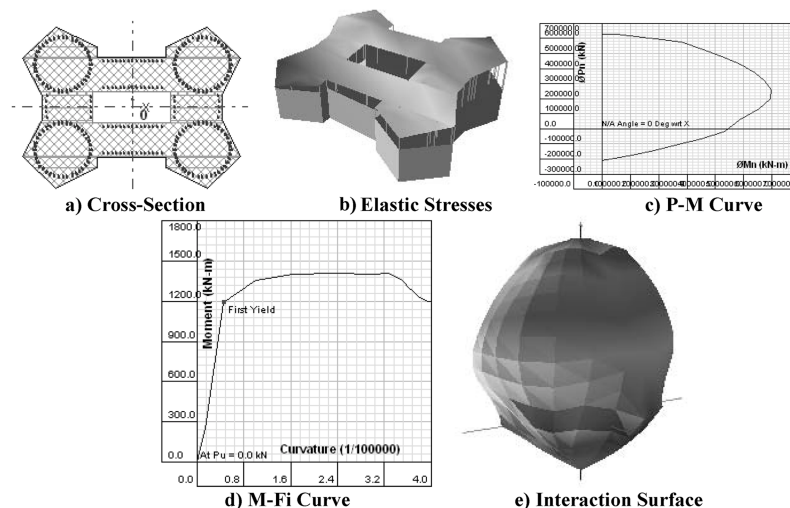 0
X
a) Cross-Section
b) Elastic Stresses
ØPn (kN)
600000.0
500000.0
400000.0
300000.0
200000.0
100000.0
0.0
-100000.0
-200000.0
-300000.0
N/A Angle = 0 Deg wrt X
ØMn (kN-m)
-100000.0
0.0
c) P-M Curve
Moment (kN-m)
1800.0
1500.0
1200.0
900.0
600.0
300.0
0.0
First Yield
Curvature (1/100000)
At Pu = 0.0 kN
0.0 0.8 1.6 2.4 3.2 4.0
d) M-Fi Curve
e) Interaction Surface